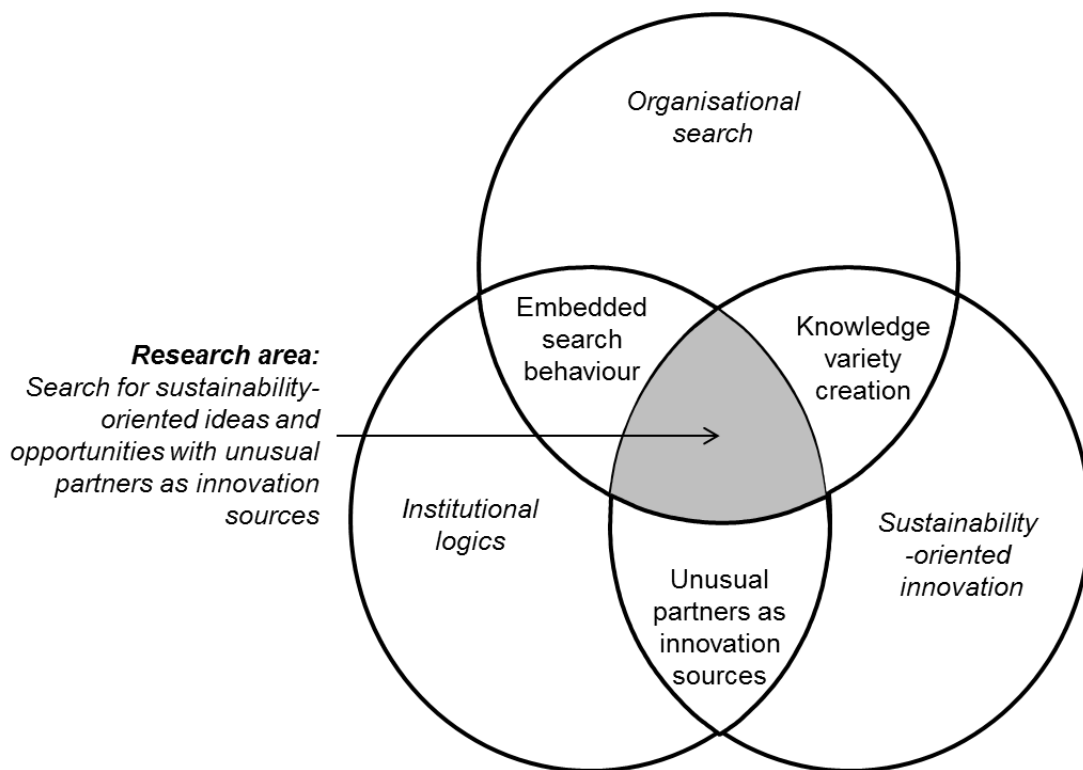 Organisational
search
Embedded
search
behaviour
Knowledge
variety
creation
Research area:
Search for sustainability-
oriented ideas and
opportunities with unusual
partners as innovation
sources
Institutional
logics
Sustainability
-oriented
innovation
Unusual
partners as
innovation
sources